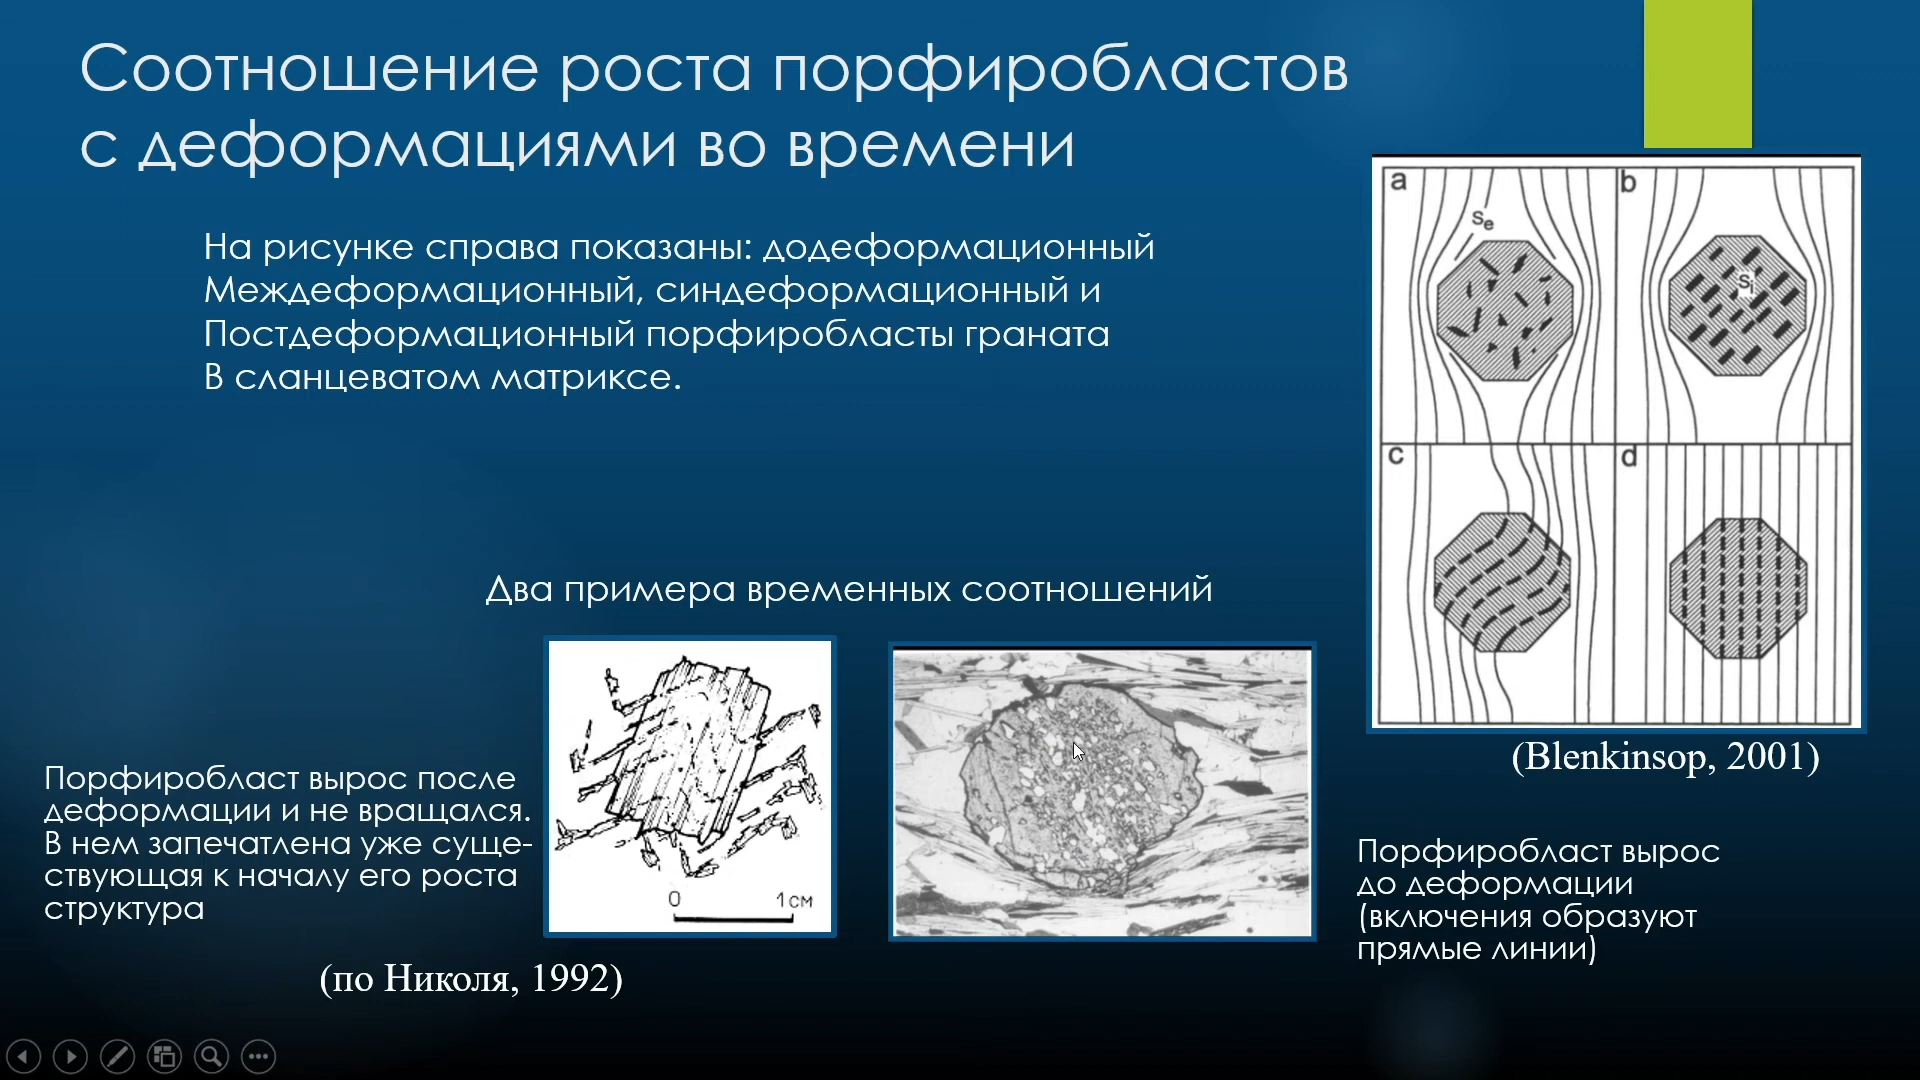 Соотношение роста порфиробластов
с деформациями во времени
На рисунке справа показаны: додеформационный
Междеформационный, синдеформационный и
Постдеформационный порфиробласты граната
В сланцеватом матриксе.
a
b
Se
Si
c
d
(Blenkinsop, 2001)
Два примера временных соотношений
Порфиробласт вырос после
деформации и не вращался.
В нем запечатлена уже суще-
ствующая к началу его роста
структура
0 1см
(по Николя, 1992)
Порфиробласт вырос
до деформации
(включения образуют
прямые линии)